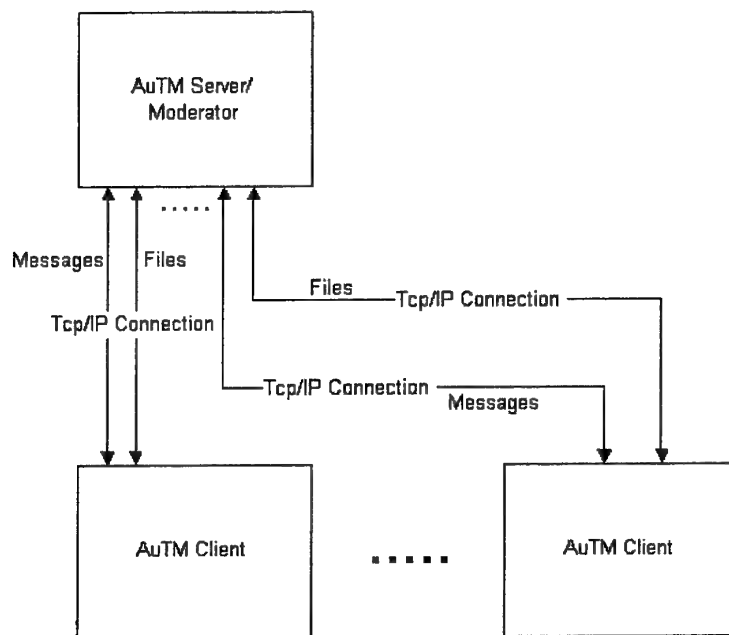 AuTM Server/
Moderator
Messages
Files
Tcp/IP Connection
Files
Tcp/IP Connection
Tcp/IP Connection
Messages
AuTM Client
AuTM Client